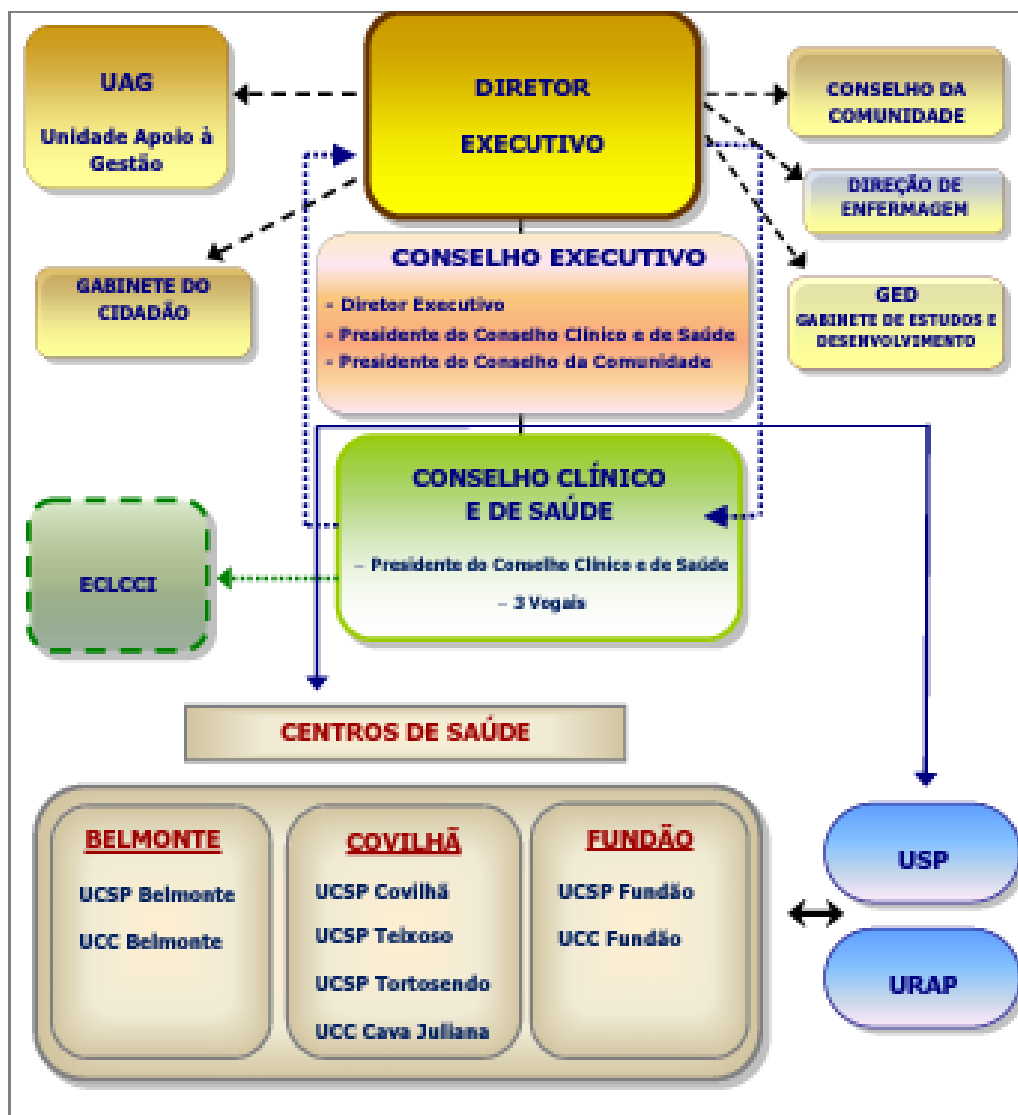 UAG
Unidade Apoio à
Gestão
DIRETOR
EXECUTIVO
CONSELHO DA
COMUNIDADE
DIREÇÃO DE
ENFERMAGEM
GABINETE DO
CIDADÃO
CONSELHO EXECUTIVO
- Diretor Executivo
- Presidente do Conselho Clínico e de Saúde
- Presidente do Conselho da Comunidade
GED
GABINETE DE ESTUDOS E
DESENVOLVIMENTO
CONSELHO CLÍNICO
E DE SAÚDE
– Presidente do Conselho Clínico e de Saúde
– 3 Vogais
ECLCCI
CENTROS DE SAÚDE
BELMONTE
UCSP Belmonte
UCC Belmonte
COVILHÃ
UCSP Covilhã
UCSP Teixoso
UCSP Tortosendo
UCC Cava Juliana
FUNDÃO
UCSP Fundão
UCC Fundão
USP
URAP